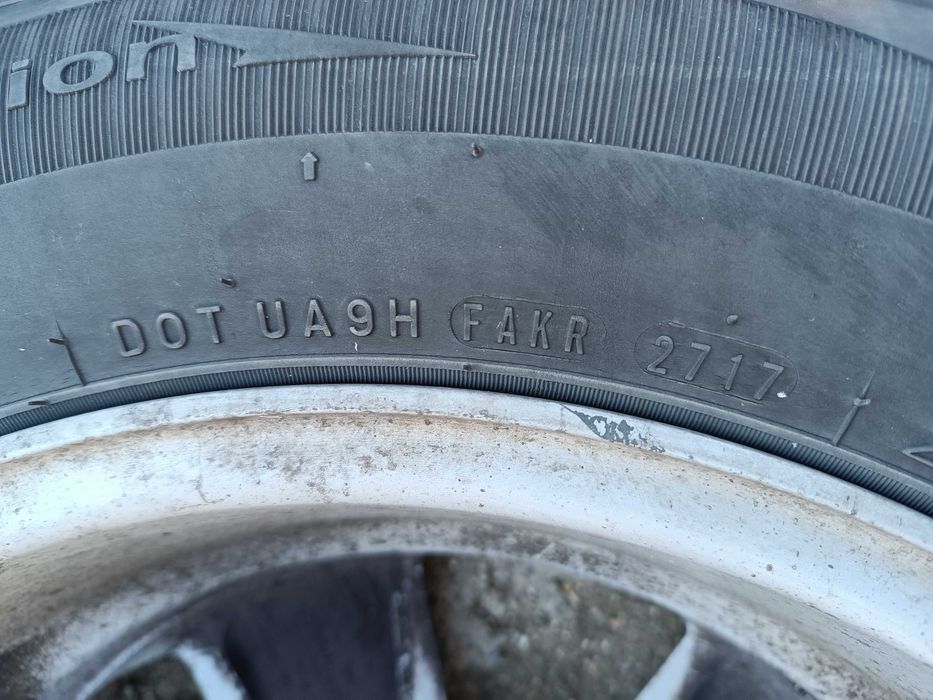 ion
DOT UA9H FAKR 2717